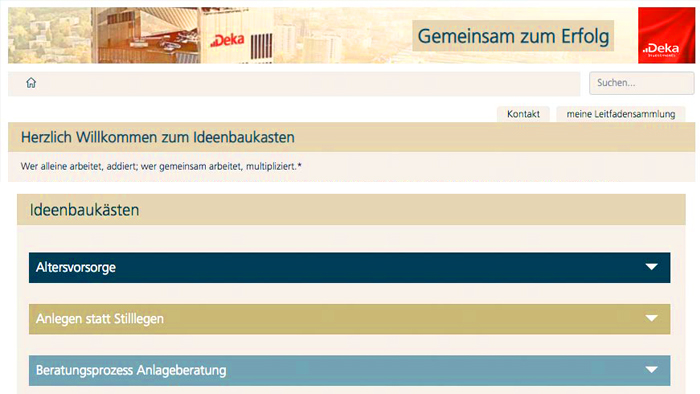 Deka
Gemeinsam zum Erfolg
Deka
Suchen...
Kontakt
meine Leitfadensammlung
Herzlich Willkommen zum Ideenbaukasten
Wer alleine arbeitet, addiert; wer gemeinsam arbeitet, multipliziert.*
Ideenbaukästen
Altersvorsorge
Anlegen statt Stilllegen
Beratungsprozess Anlageberatung